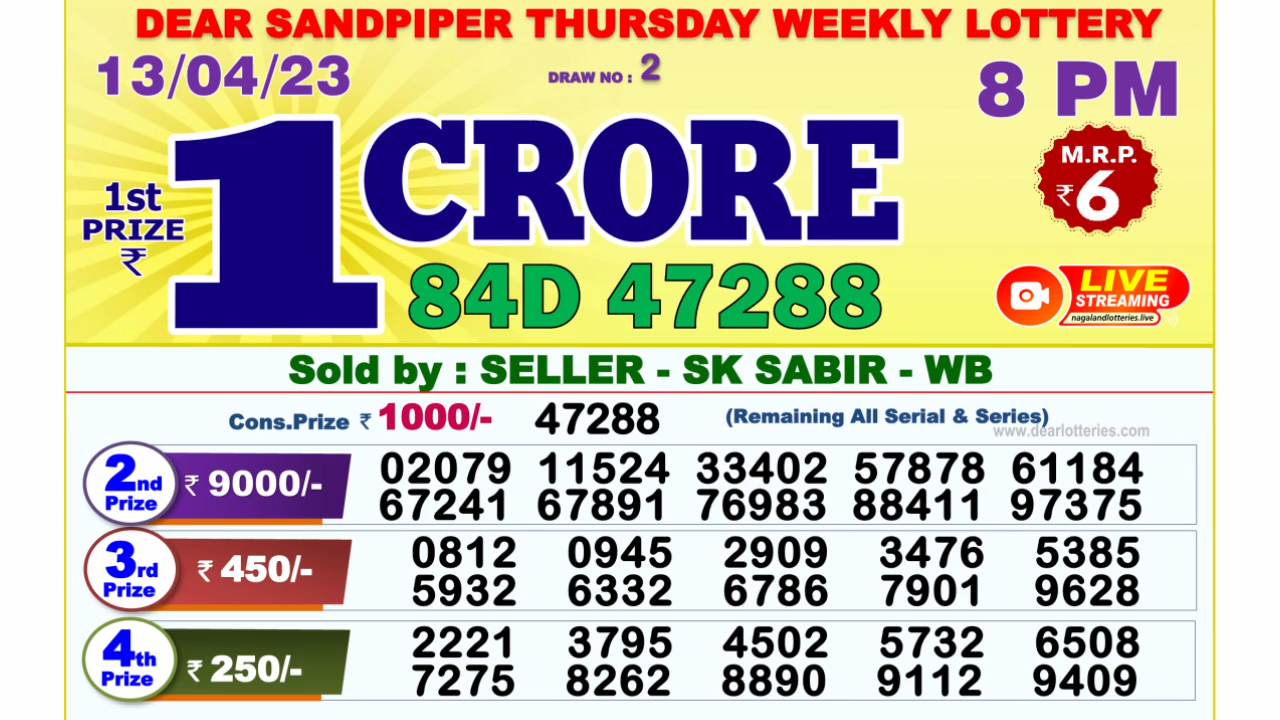 DEAR SANDPIPER THURSDAY WEEKLY LOTTERY
13/04/23 DRAW NO : 2 8 PM
1st PRIZE ₹ 1 CRORE
M.R.P. ₹ 6
84D 47288
LIVE
STREAMING
nagalandlotteries.live
Sold by : SELLER - SK SABIR - WB
Cons.Prize ₹ 1000/- 47288 (Remaining All Serial & Series)
www.dearlotteries.com
2nd Prize ₹ 9000/-
02079 11524 33402 57878 61184
67241 67891 76983 88411 97375
3rd Prize ₹ 450/-
0812 0945 2909 3476 5385
5932 6332 6786 7901 9628
4th Prize ₹ 250/-
2221 3795 4502 5732 6508
7275 8262 8890 9112 9409